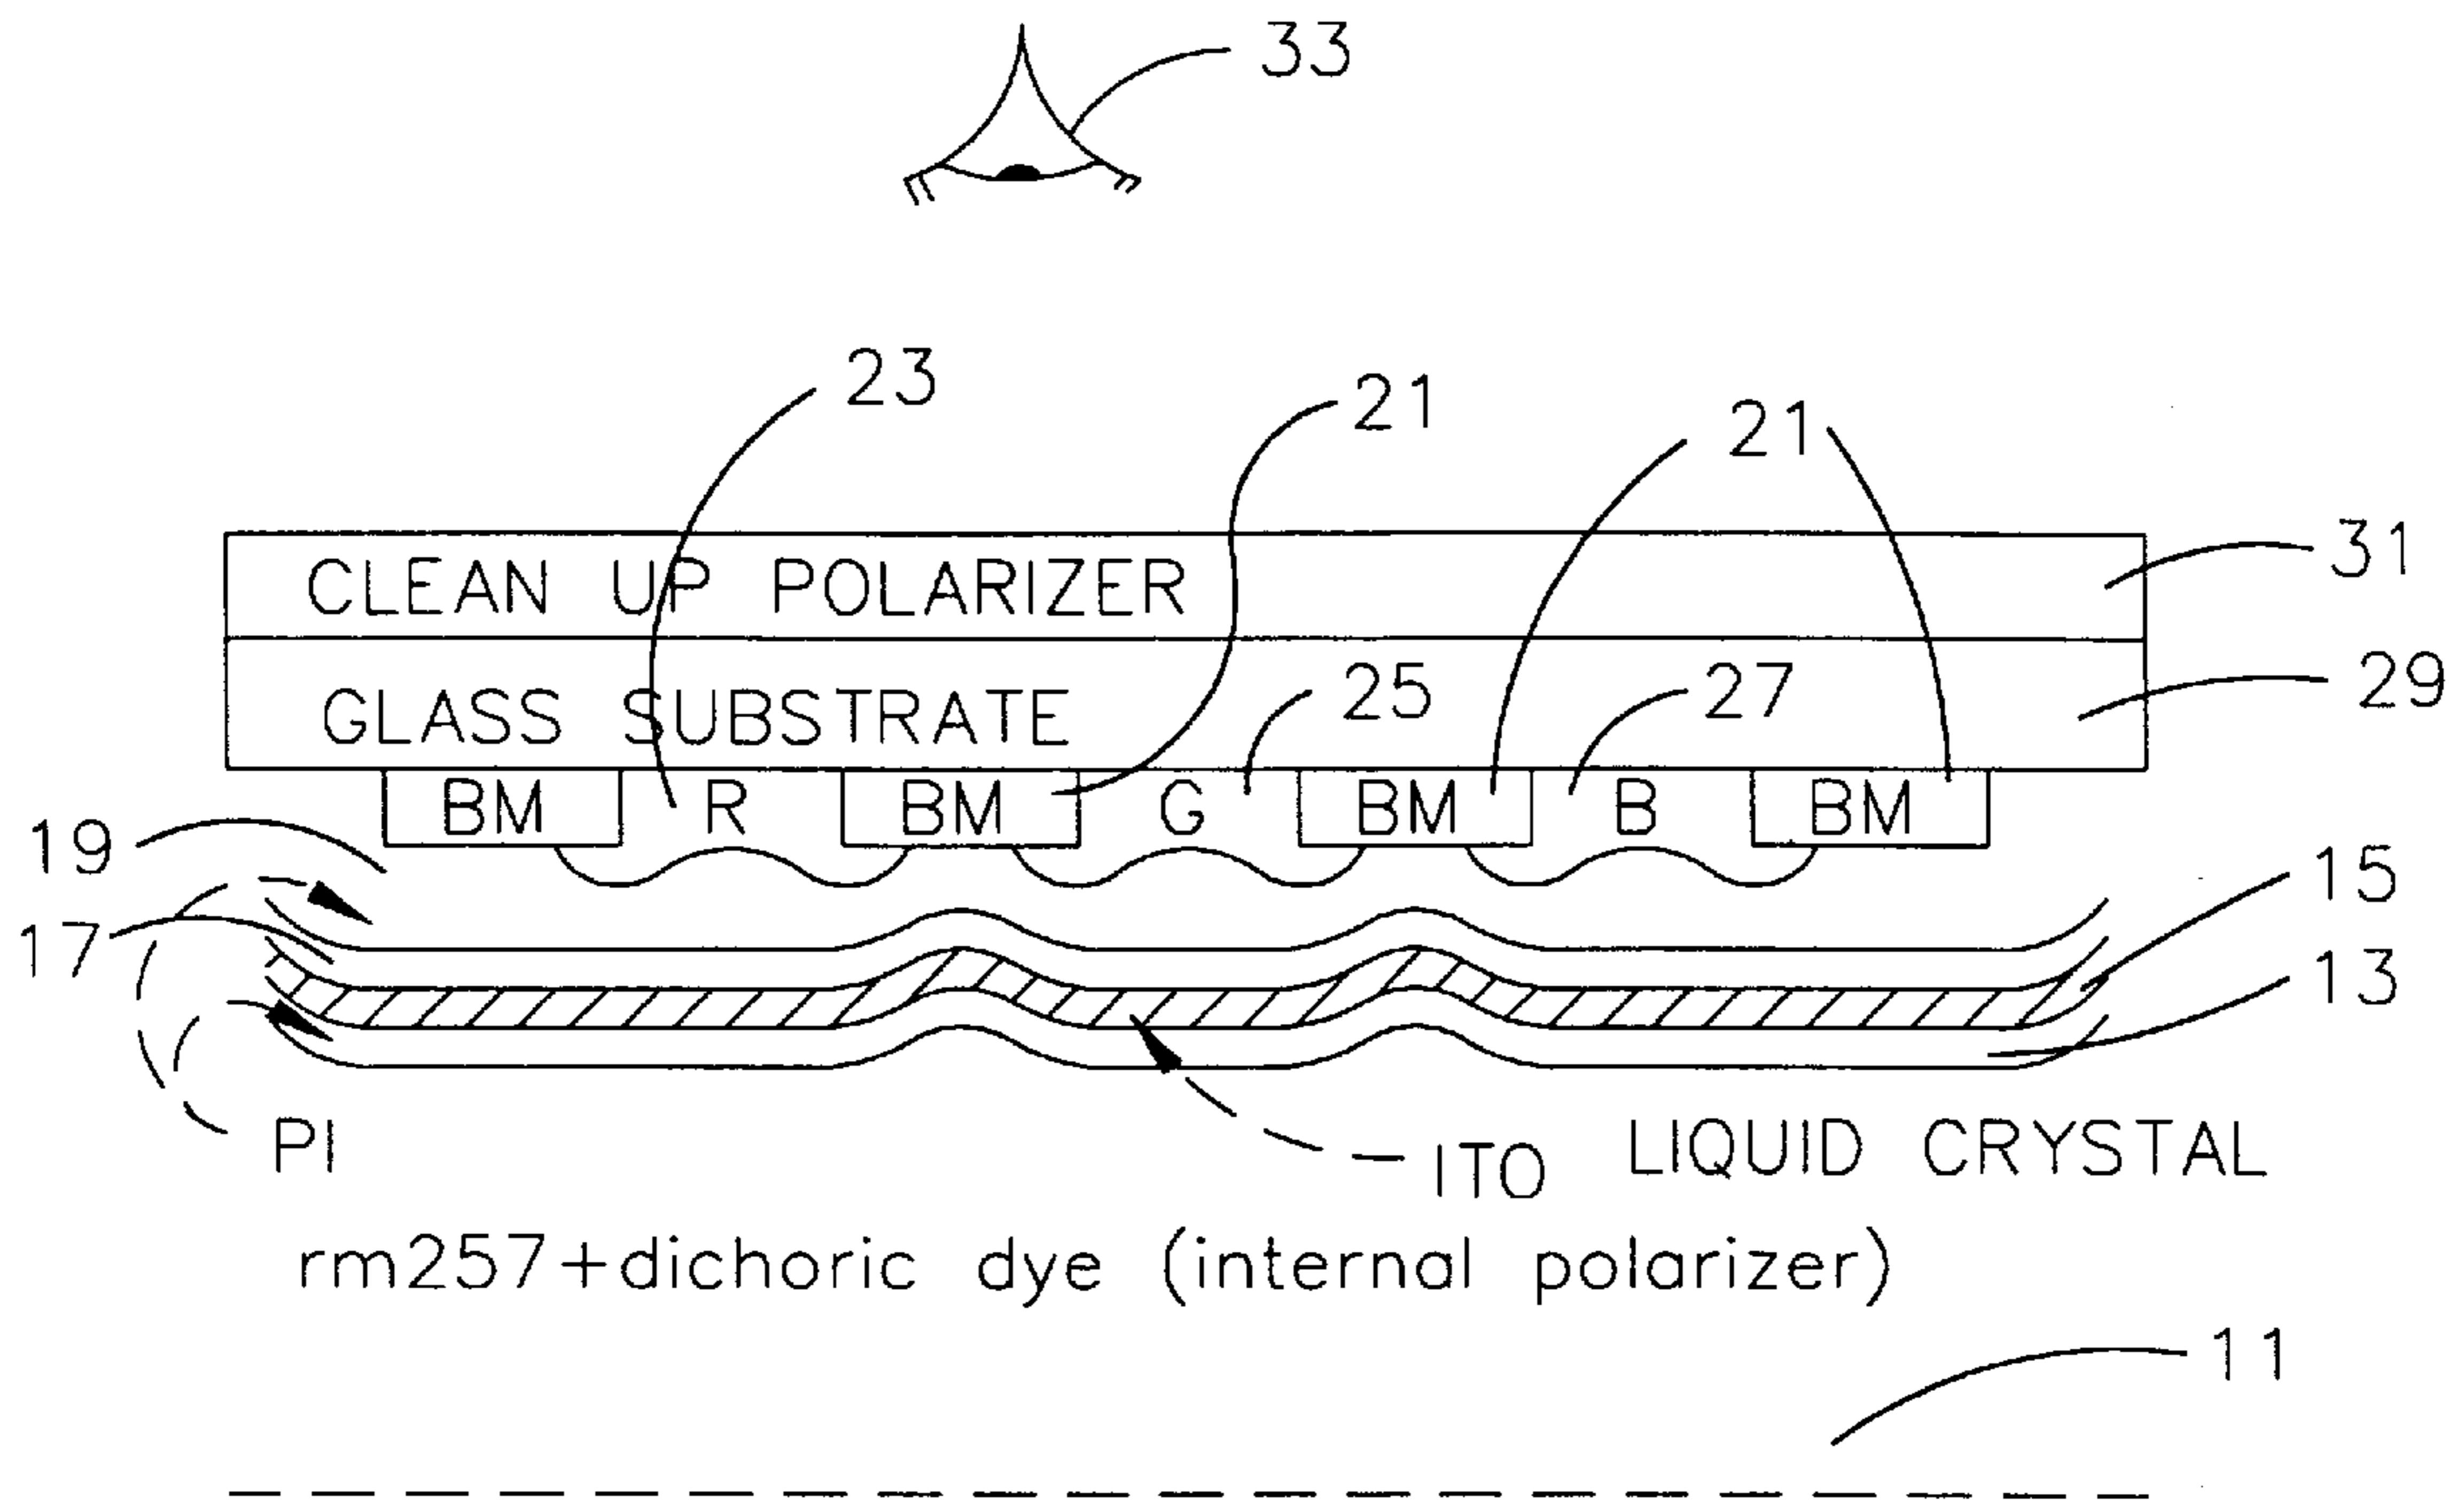 33
23
21
21
CLEAN UP POLARIZER
31
GLASS SUBSTRATE
25
27
29
BM R BM G BM B BM
19
15
17
13
PI
ITO
LIQUID CRYSTAL
rm257+dichoric dye (internal polarizer)
11